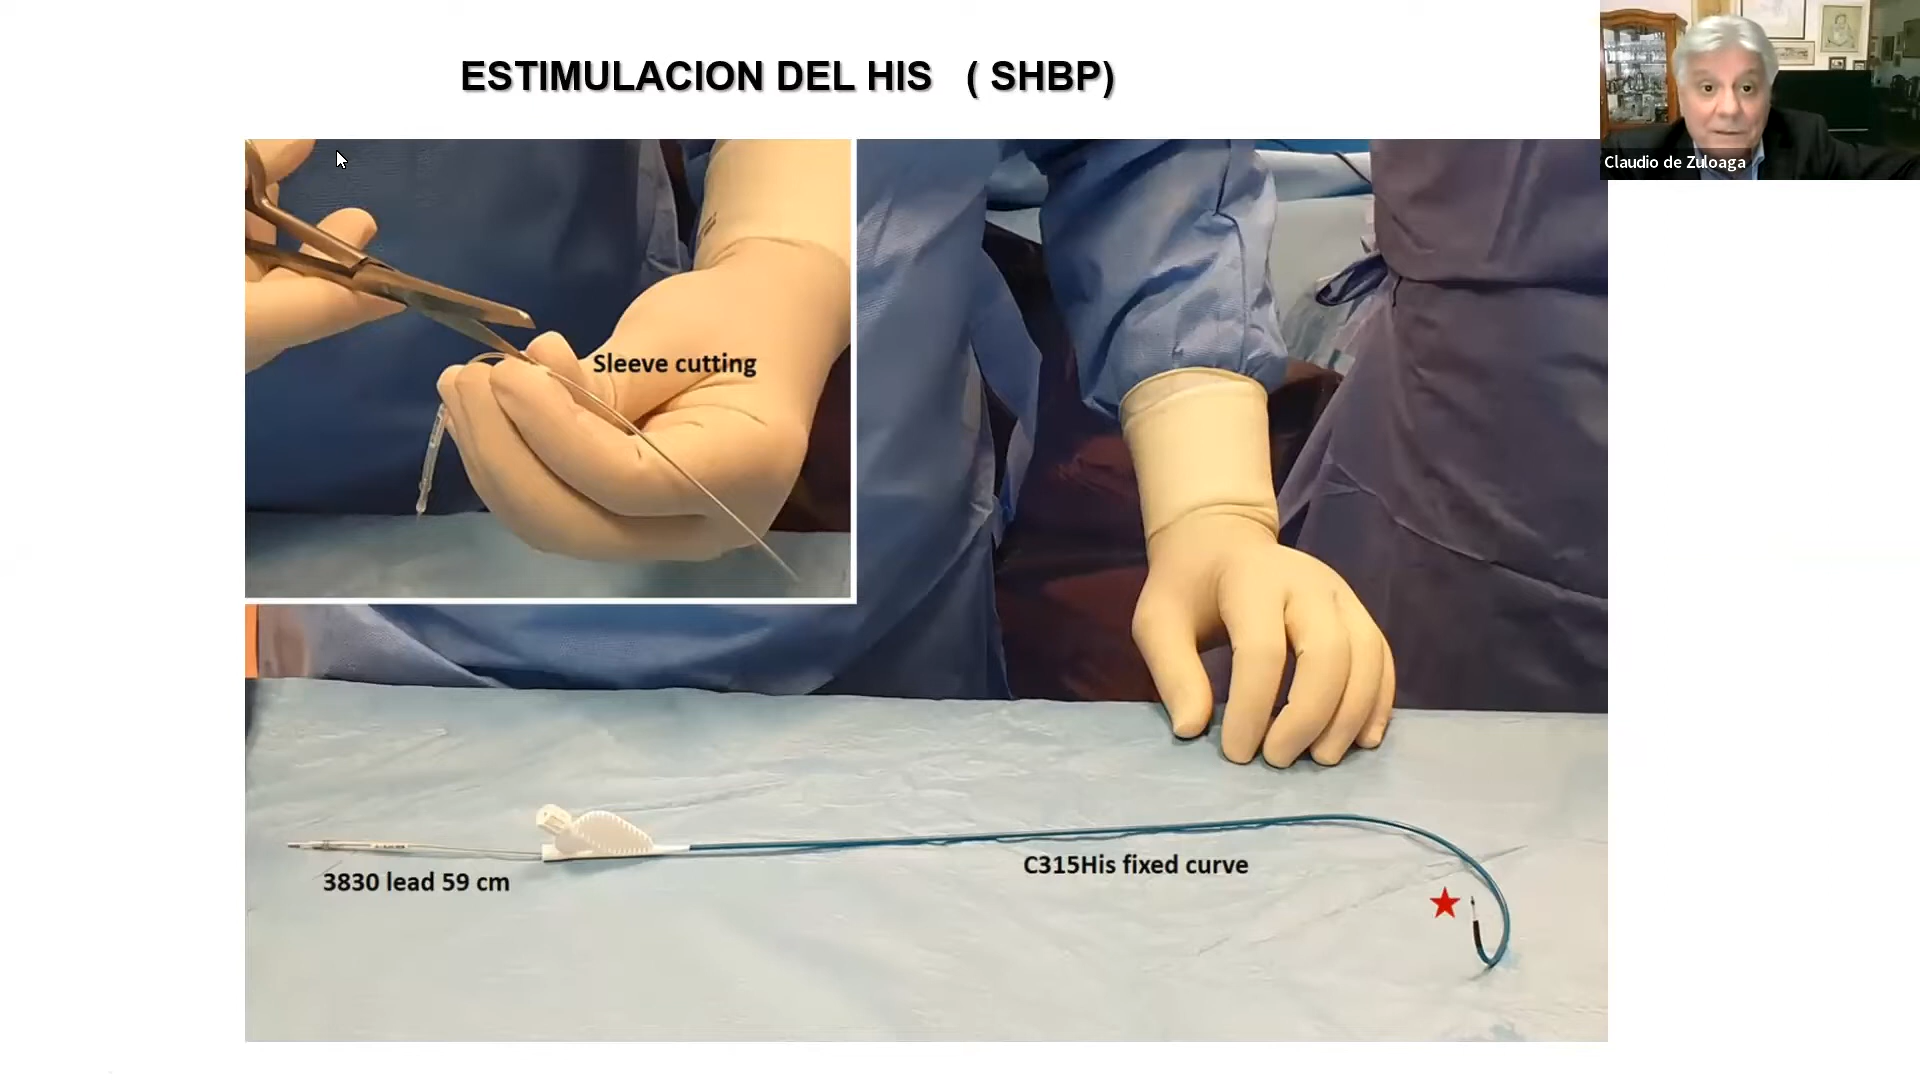 ESTIMULACION DEL HIS ( SHBP)
Claudio de Zuloaga
Sleeve cutting
3830 lead 59 cm
C315His fixed curve